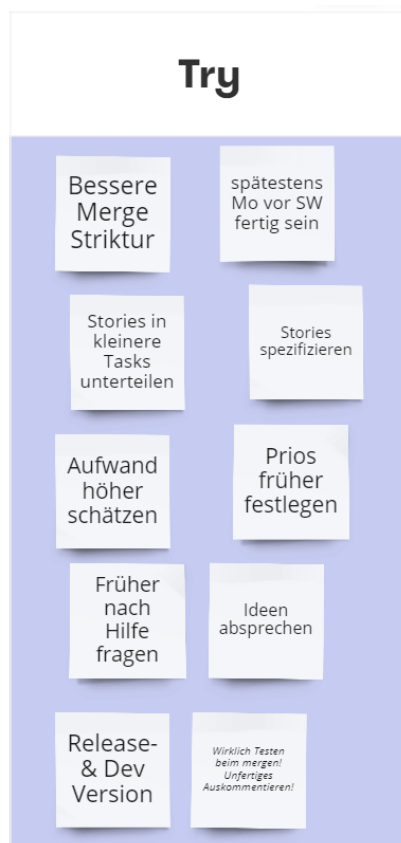 Try
Bessere
Merge
Striktur
spätestens
Mo vor SW
fertig sein
Stories in
kleinere
Tasks
unterteilen
Stories
spezifizieren
Aufwand
höher
schätzen
Prios
früher
festlegen
Früher
nach
Hilfe
fragen
Ideen
absprechen
Release-
& Dev
Version
Wirklich Testen
beim mergen!
Unfertiges
Auskommentieren!